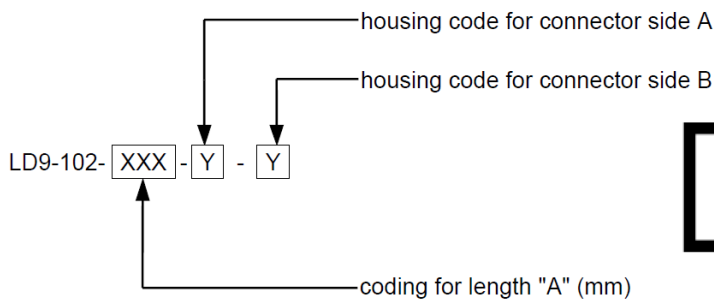 housing code for connector side A
housing code for connector side B
LD9-102- XXX - Y - Y
coding for length "A" (mm)